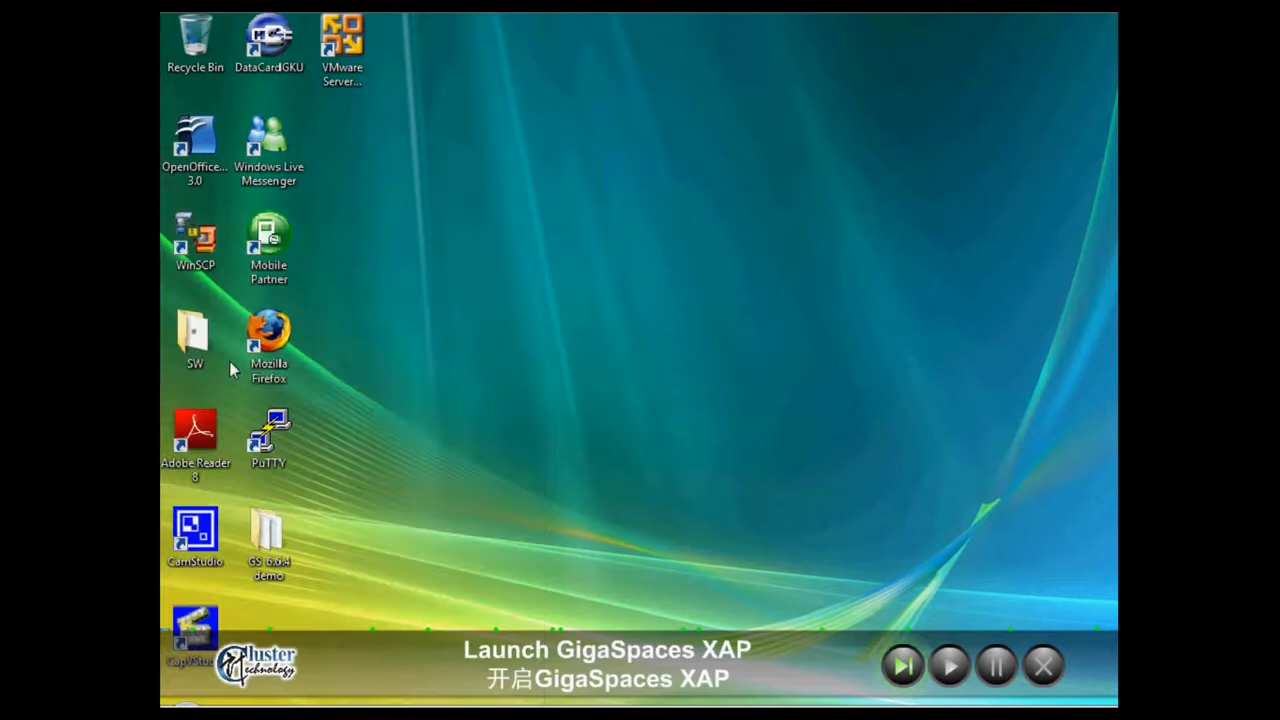 Recycle Bin
DataCardGKU
VMware
Server...
OpenOffice...
3.0
Windows Live
Messenger
WinSCP
Mobile
Partner
SW
Mozilla
Firefox
Adobe Reader
8
PuTTY
CamStudio
GS 6.6.4
demo
Cluster
Technology
Launch GigaSpaces XAP
开启GigaSpaces XAP